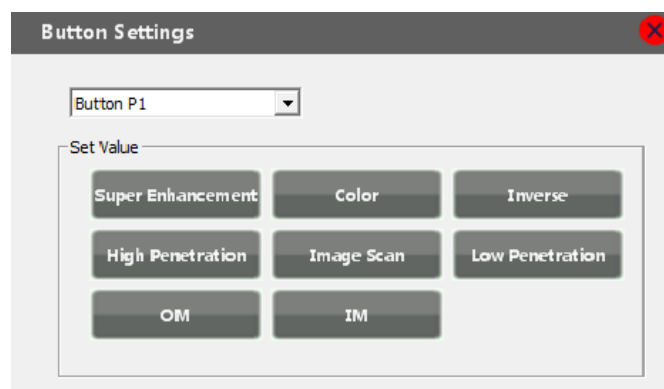 Button Settings
Button P1
Set Value
Super Enhancement Color Inverse
High Penetration Image Scan Low Penetration
OM IM